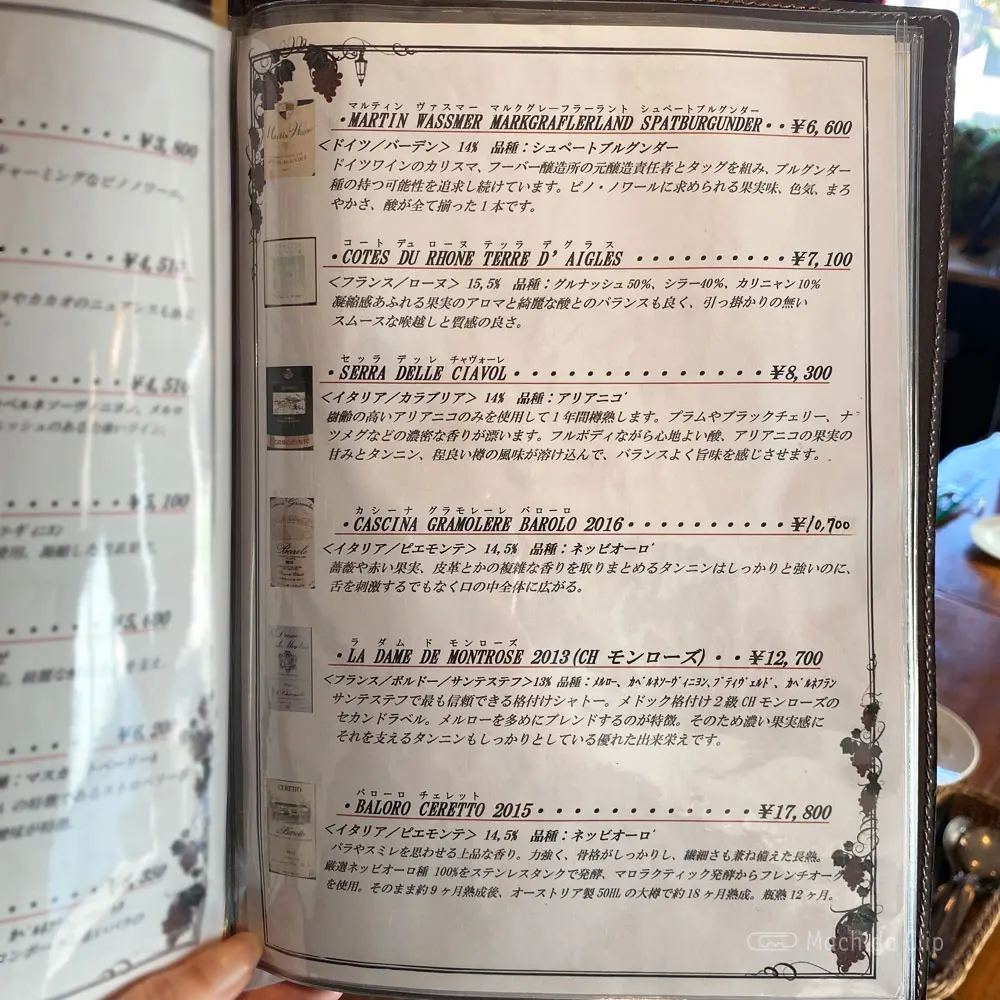 ¥3,800
チャーミングなピノノワール。
¥4,510
¥4,510
¥5,100
¥5,600
マルティン ヴァスマー マルクグレーフラーラント シュペートブルグンダー
・MARTIN WASSMER MARKGRAFLERLAND SPATBURGUNDER・・¥6,600
<ドイツ/バーデン> 14% 品種:シュペートブルグンダー
ドイツワインのカリスマ、フーバー醸造所の元醸造責任者とタッグを組み、ブルグンダー
種の持つ可能性を追求し続けています。ピノ・ノワールに求められる果実味、色気、まろ
やかさ、酸が全て揃った1本です。
コート デュ ローヌ テッラ デグラス
・COTES DU RHONE TERRE D' AIGLES ・・・・・・・・・・¥7,100
<フランス/ローヌ> 15,5% 品種:グルナッシュ50%、シラー40%、カリニャン10%
凝縮感あふれる果実のアロマと綺麗な酸とのバランスも良く、引っ掛かりの無い
スムースな喉越しと質感の良さ。
セッラ デッレ チャヴォーレ
・SERRA DELLE CIAVOL・・・・・・・・・・・・・・・¥8,300
<イタリア/カラブリア> 14% 品種:アリアニコ
樹齢の高いアリアニコのみを使用して1年間樽熟します。プラムやブラックチェリー、ナ
ツメグなどの濃密な香りが漂います。フルボディながら心地よい酸、アリアニコの果実の
甘みとタンニン、程良い樽の風味が溶け込んで、バランスよく旨味を感じさせます。
カシーナ グラモレーレ バローロ
・CASCINA GRAMOLERE BAROLO 2016・・・・・・・・・¥10,700
<イタリア/ピエモンテ> 14,5% 品種:ネッビオーロ
薔薇や赤い果実、皮革とかの複雑な香りを取りまとめるタンニンはしっかりと強いのに、
舌を刺激するでもなく口の中全体に広がる。
ラ ダム ド モンローズ
・LA DAME DE MONTROSE 2013(CH モンローズ)・・¥12,700
<フランス/ボルドー/サンテステフ>13% 品種:ﾒﾙﾛｰ、ｶﾍﾞﾙﾈｿｰｳﾞｨﾆﾖﾝ、ﾌﾟﾃｨｳﾞｪﾙﾄﾞ、ｶﾍﾞﾙﾈﾌﾗﾝ
サンテステフで最も信頼できる格付けシャトー。メドック格付け2級CHモンローズの
セカンドラベル。メルローを多めにブレンドするのが特徴。そのため濃い果実感に
それを支えるタンニンもしっかりとしている優れた出来栄えです。
バローロ チェレット
・BALORO CERETTO 2015・・・・・・・・・・・・・¥17,800
<イタリア/ピエモンテ> 14,5% 品種:ネッビオーロ
バラやスミレを思わせる上品な香り。力強く、骨格がしっかりし、繊細さも兼ね備えた長熟。
厳選ネッビオーロ種 100%をステンレスタンクで発酵、マロラクティック発酵からフレンチオーク
を使用。そのまま約9ヶ月熟成後、オーストリア製50HLの大樽で約18ヶ月熟成。瓶熟12ヶ月。
Machida Clip